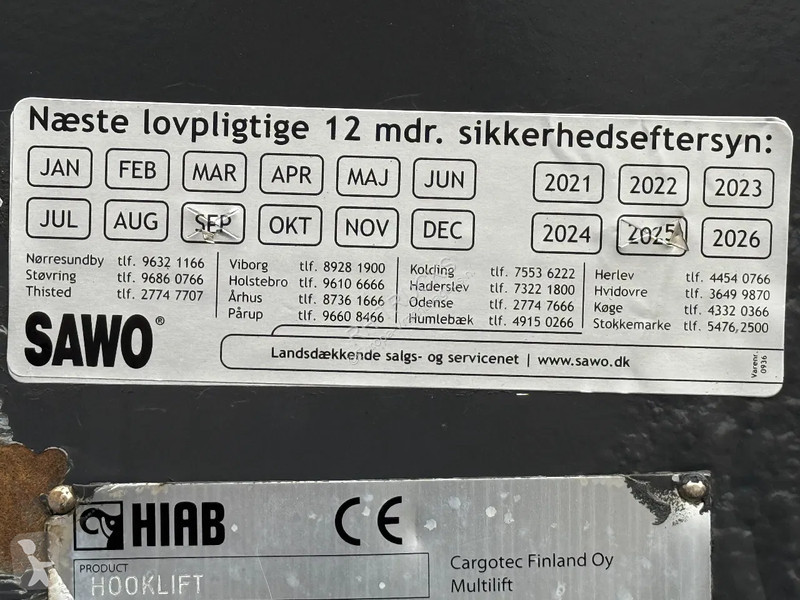 Næste lovpligtige 12 mdr. sikkerhedseftersyn:
JAN FEB MAR APR MAJ JUN 2021 2022 2023
JUL AUG SEP OKT NOV DEC 2024 2025 2026
Nørresundby tlf. 9632 1166
Støvring tlf. 9686 0766
Thisted tlf. 2774 7707
Viborg tlf. 8928 1900
Holstebro tlf. 9610 6666
Århus tlf. 8736 1666
Pårup tlf. 9660 8466
Kolding tlf. 7553 6222
Haderslev tlf. 7322 1800
Odense tlf. 2774 7666
Humlebæk tlf. 4915 0266
Herlev tlf. 4454 0766
Hvidovre tlf. 3649 9870
Køge tlf. 4332 0366
Stokkemarke tlf. 5476,2500
SAWO®
Landsdækkende salgs- og servicenet | www.sawo.dk
Varenr. 0936
HIAB CE
PRODUCT
HOOKLIFT
Cargotec Finland Oy
Multilift